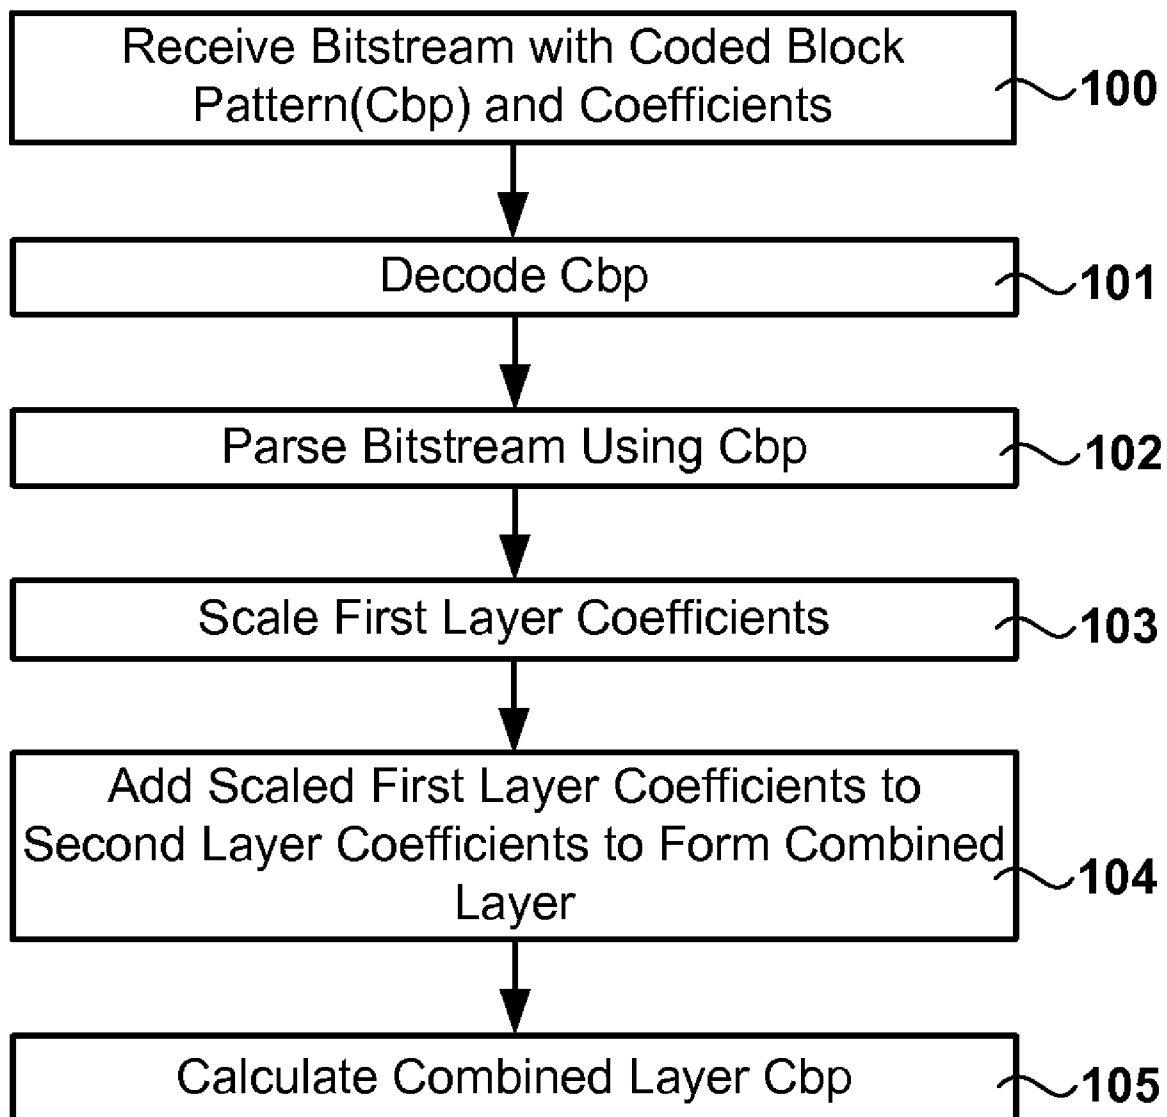 Receive Bitstream with Coded Block
Pattern(Cbp) and Coefficients
100
Decode Cbp
101
Parse Bitstream Using Cbp
102
Scale First Layer Coefficients
103
Add Scaled First Layer Coefficients to
Second Layer Coefficients to Form Combined
Layer
104
Calculate Combined Layer Cbp
105